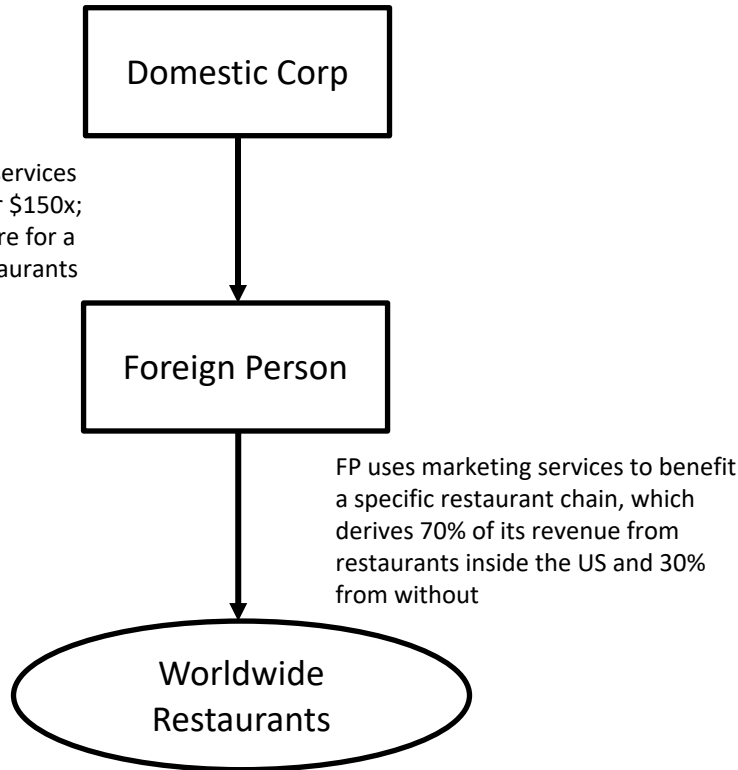 Domestic Corp
ervices
r $150x;
re for a
aurants
Foreign Person
FP uses marketing services to benefit
a specific restaurant chain, which
derives 70% of its revenue from
restaurants inside the US and 30%
from without
Worldwide
Restaurants